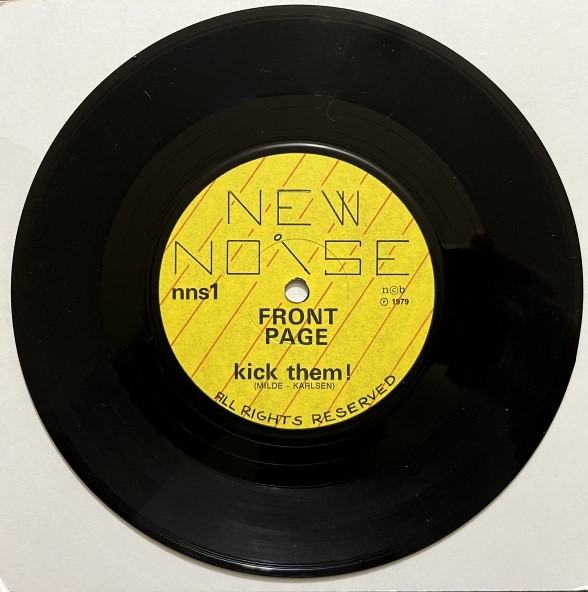 NEW
NOISE
nns1
n©b
℗ 1979
FRONT
PAGE
kick them!
(MILDE - KARLSEN)
ALL RIGHTS RESERVED